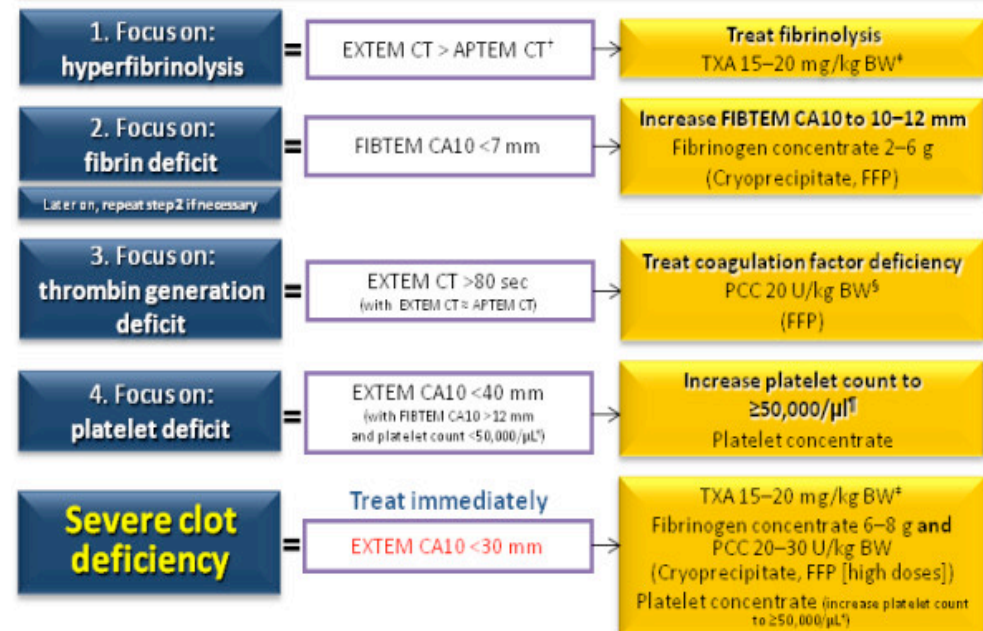 1. Focus on:
hyperfibrinolysis
=
EXTEM CT > APTEM CT†
Treat fibrinolysis
TXA 15–20 mg/kg BW‡
2. Focus on:
fibrin deficit
=
FIBTEM CA10 <7 mm
Increase FIBTEM CA10 to 10–12 mm
Fibrinogen concentrate 2–6 g
(Cryoprecipitate, FFP)
Later on, repeat step 2 if necessary
3. Focus on:
thrombin generation
deficit
=
EXTEM CT >80 sec
(with EXTEM CT ≈ APTEM CT)
Treat coagulation factor deficiency
PCC 20 U/kg BW§
(FFP)
4. Focus on:
platelet deficit
=
EXTEM CA10 <40 mm
(with FIBTEM CA10 >12 mm
and platelet count <50,000/µL*)
Increase platelet count to
≥50,000/µl¶
Platelet concentrate
Severe clot
deficiency
=
Treat immediately
EXTEM CA10 <30 mm
TXA 15–20 mg/kg BW‡
Fibrinogen concentrate 6–8 g and
PCC 20–30 U/kg BW
(Cryoprecipitate, FFP [high doses])
Platelet concentrate (increase platelet count
to ≥50,000/µL*)